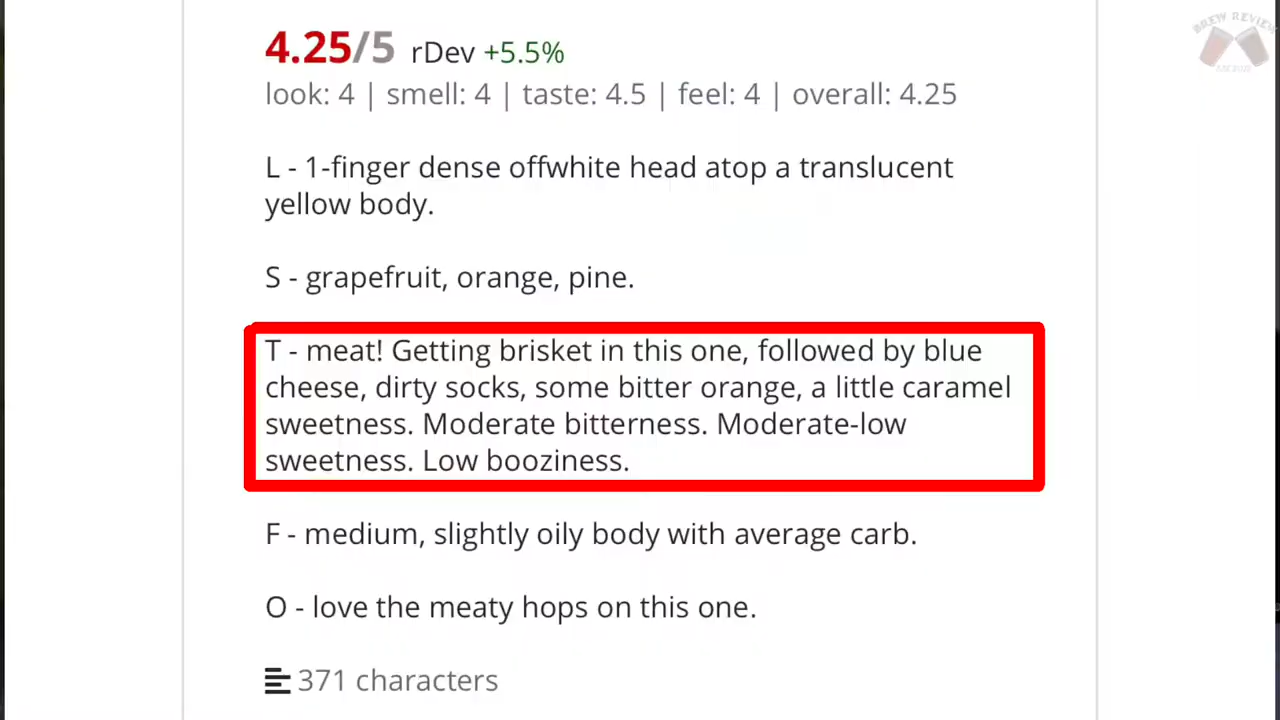 BREW REVIEW
4.25/5 rDev +5.5%
look: 4 | smell: 4 | taste: 4.5 | feel: 4 | overall: 4.25
L - 1-finger dense offwhite head atop a translucent
yellow body.
S - grapefruit, orange, pine.
T - meat! Getting brisket in this one, followed by blue
cheese, dirty socks, some bitter orange, a little caramel
sweetness. Moderate bitterness. Moderate-low
sweetness. Low booziness.
F - medium, slightly oily body with average carb.
O - love the meaty hops on this one.
371 characters